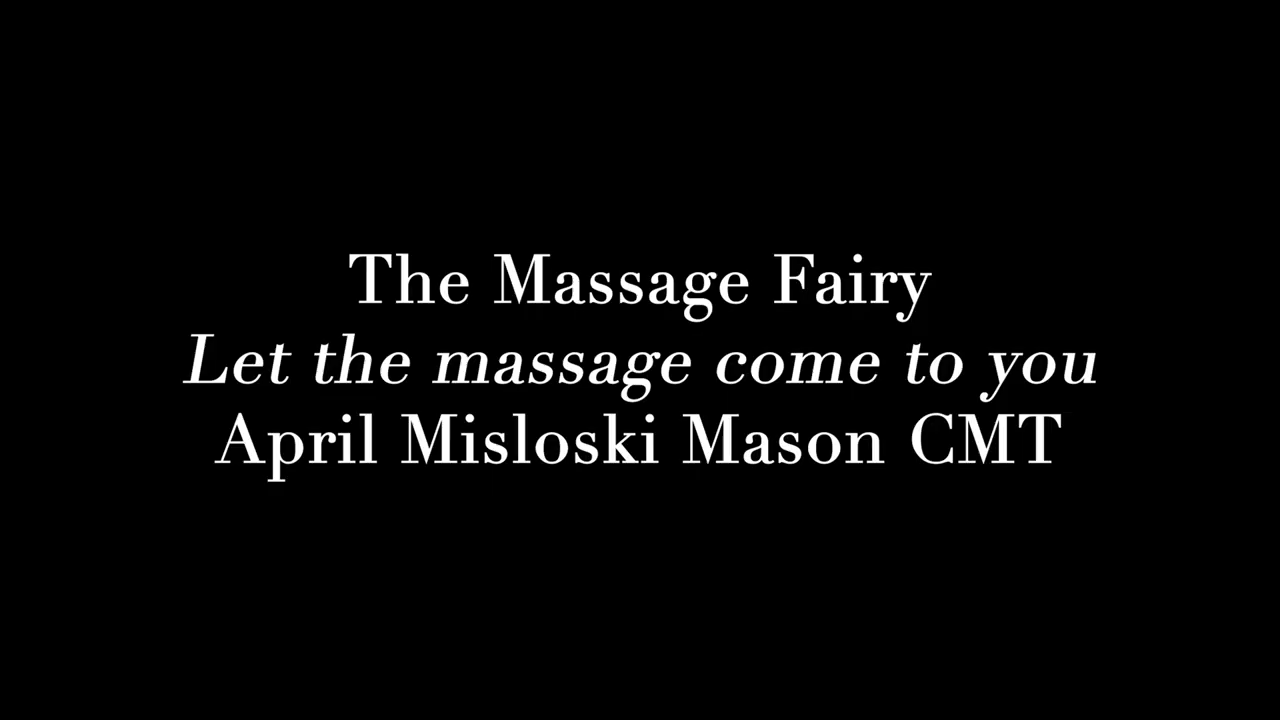 The Massage Fairy
Let the massage come to you
April Misloski Mason CMT